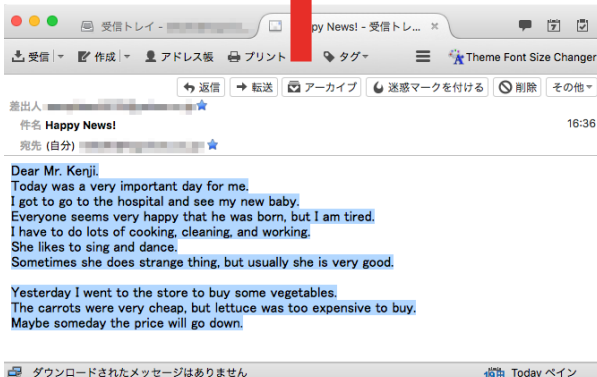 受信トレイ -
py News! - 受信トレ... ×
受信 作成 アドレス帳 プリント タグ Theme Font Size Changer
返信 転送 アーカイブ 迷惑マークを付ける 削除 その他
差出人
件名 Happy News! 16:36
宛先 (自分)
Dear Mr. Kenji.
Today was a very important day for me.
I got to go to the hospital and see my new baby.
Everyone seems very happy that he was born, but I am tired.
I have to do lots of cooking, cleaning, and working.
She likes to sing and dance.
Sometimes she does strange thing, but usually she is very good.
Yesterday I went to the store to buy some vegetables.
The carrots were very cheap, but lettuce was too expensive to buy.
Maybe someday the price will go down.
ダウンロードされたメッセージはありません Today ペイン